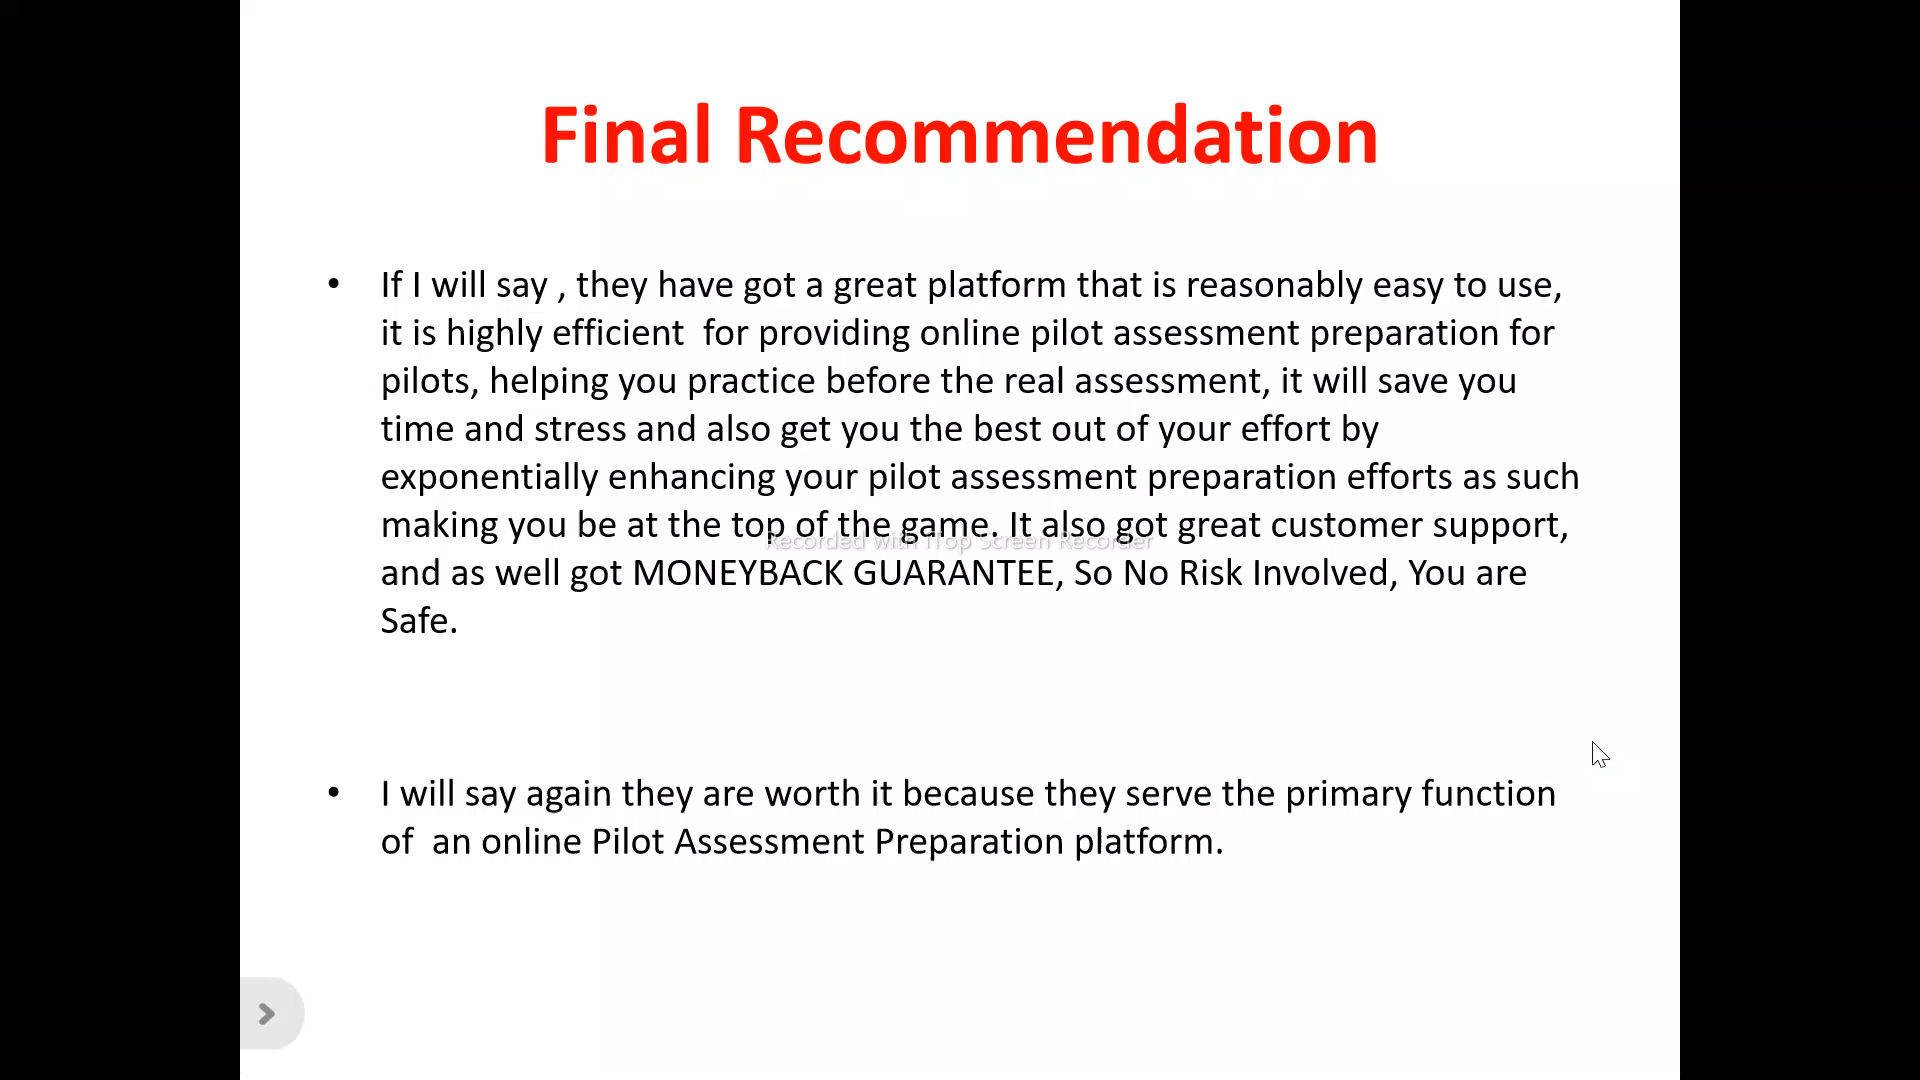 Final Recommendation
• If I will say , they have got a great platform that is reasonably easy to use,
it is highly efficient  for providing online pilot assessment preparation for
pilots, helping you practice before the real assessment, it will save you
time and stress and also get you the best out of your effort by
exponentially enhancing your pilot assessment preparation efforts as such
making you be at the top of the game. It also got great customer support,
Recorded with iTop Screen Recorder
and as well got MONEYBACK GUARANTEE, So No Risk Involved, You are
Safe.
• I will say again they are worth it because they serve the primary function
of  an online Pilot Assessment Preparation platform.